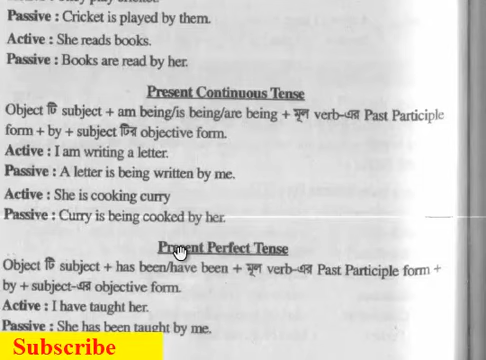 Passive : Cricket is played by them.
Active : She reads books.
Passive : Books are read by her.
Present Continuous Tense
Object টি subject + am being/is being/are being + মূল verb-এর Past Participle
form + by + subject টির objective form.
Active : I am writing a letter.
Passive : A letter is being written by me.
Active : She is cooking curry
Passive : Curry is being cooked by her.
Present Perfect Tense
Object টি subject + has been/have been + মূল verb-এর Past Participle form +
by + subject-এর objective form.
Active : I have taught her.
Passive : She has been taught by me.
Subscribe